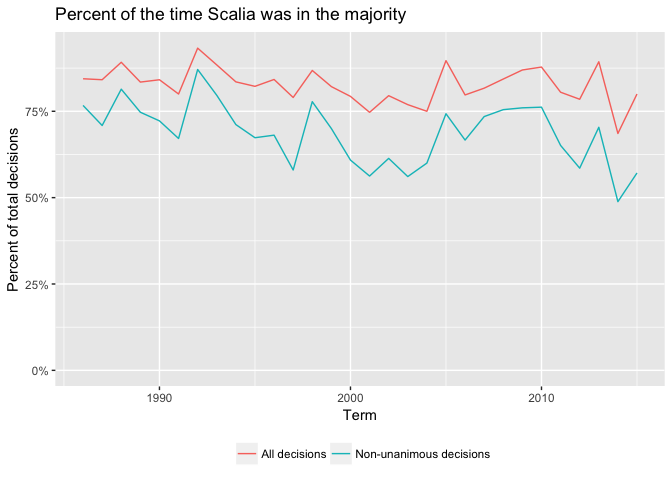 Percent of the time Scalia was in the majority
Percent of total decisions
75%
50%
25%
0%
1990 2000 2010
Term
All decisions Non-unanimous decisions